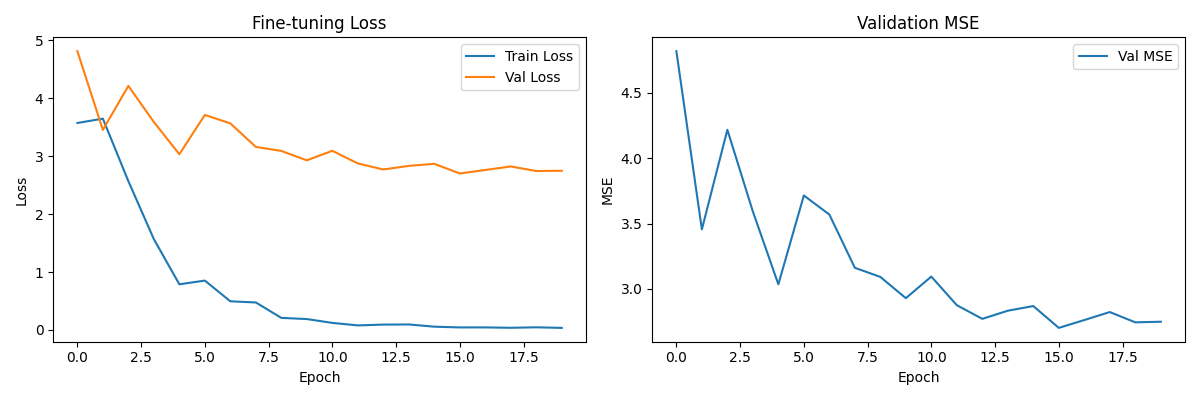 Fine-tuning Loss
Train Loss
Val Loss
5
4
3
2
1
0
Loss
0.0 2.5 5.0 7.5 10.0 12.5 15.0 17.5
Epoch
Validation MSE
Val MSE
4.5
4.0
3.5
3.0
MSE
0.0 2.5 5.0 7.5 10.0 12.5 15.0 17.5
Epoch